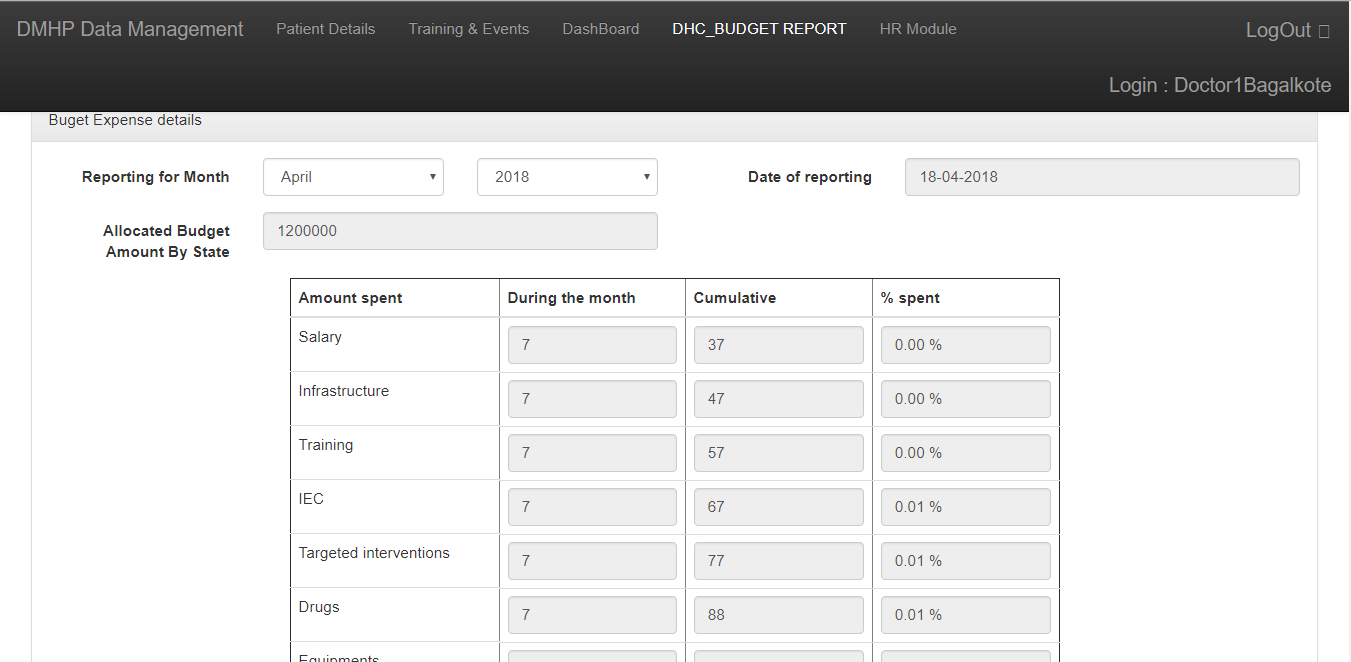 DMHP Data Management Patient Details Training & Events DashBoard DHC_BUDGET REPORT HR Module LogOut
Login : Doctor1Bagalkote
Buget Expense details
Reporting for Month April 2018 Date of reporting 18-04-2018
Allocated Budget 1200000
Amount By State
Amount spent During the month Cumulative % spent
Salary 7 37 0.00 %
Infrastructure 7 47 0.00 %
Training 7 57 0.00 %
IEC 7 67 0.01 %
Targeted interventions 7 77 0.01 %
Drugs 7 88 0.01 %
Equipments